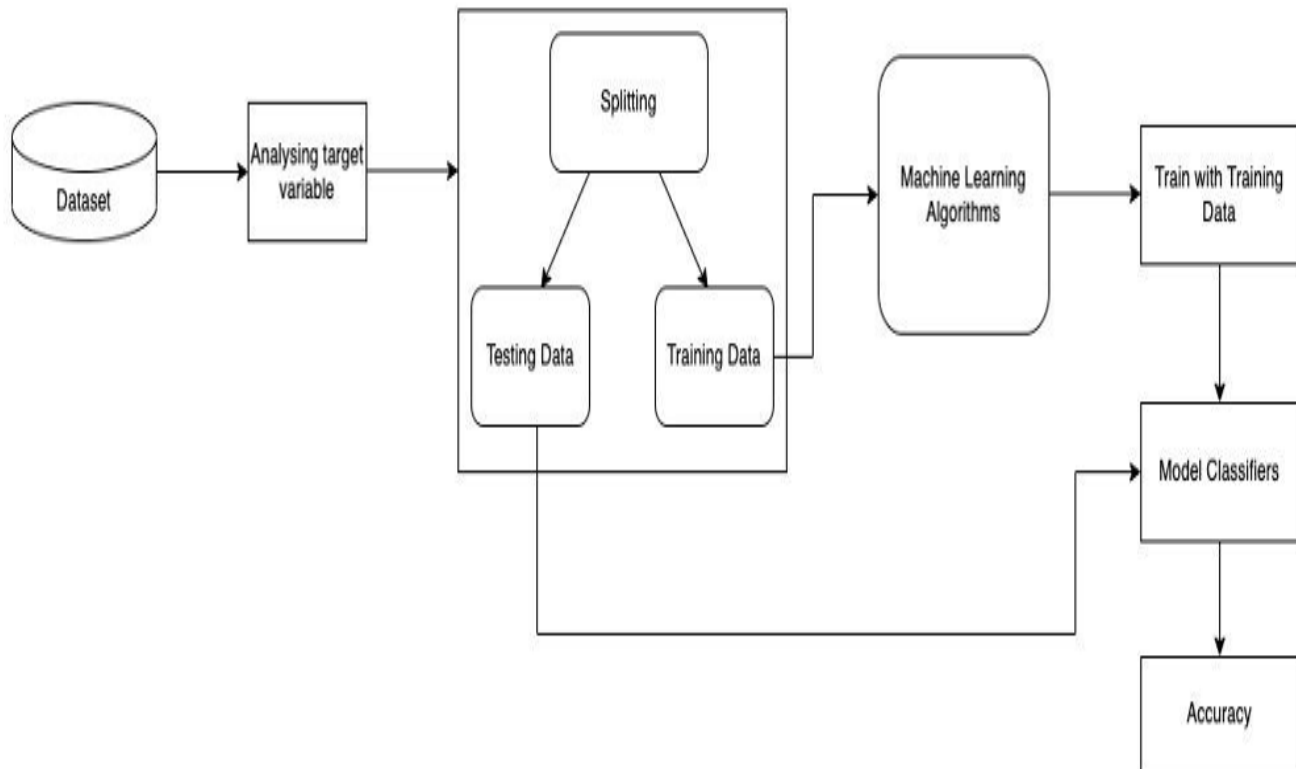 Dataset
Analysing target
variable
Splitting
Testing Data
Training Data
Machine Learning
Algorithms
Train with Training
Data
Model Classifiers
Accuracy